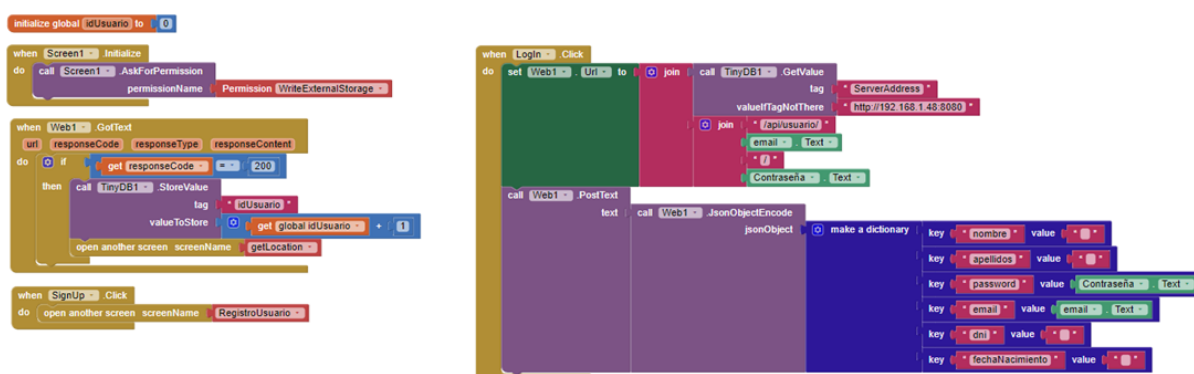 initialize global idUsuario to 0
when Screen1 .Initialize
do call Screen1 .AskForPermission
permissionName Permission WriteExternalStorage
when Web1 .GotText
url responseCode responseType responseContent
do if get responseCode = 200
then call TinyDB1 .StoreValue
tag " idUsuario "
valueToStore get global idUsuario + 1
open another screen screenName getLocation
when SignUp .Click
do open another screen screenName RegistroUsuario
when LogIn .Click
do set Web1 . Url to join call TinyDB1 .GetValue
tag " ServerAddress "
valueIfTagNotThere " http://192.168.1.48:8080 "
join " /api/usuario/ "
email . Text
" / "
Contraseña . Text
call Web1 .PostText
text call Web1 .JsonObjectEncode
jsonObject make a dictionary key " nombre " value " "
key " apellidos " value " "
key " password " value Contraseña . Text
key " email " value email . Text
key " dni " value " "
key " fechaNacimiento " value " "